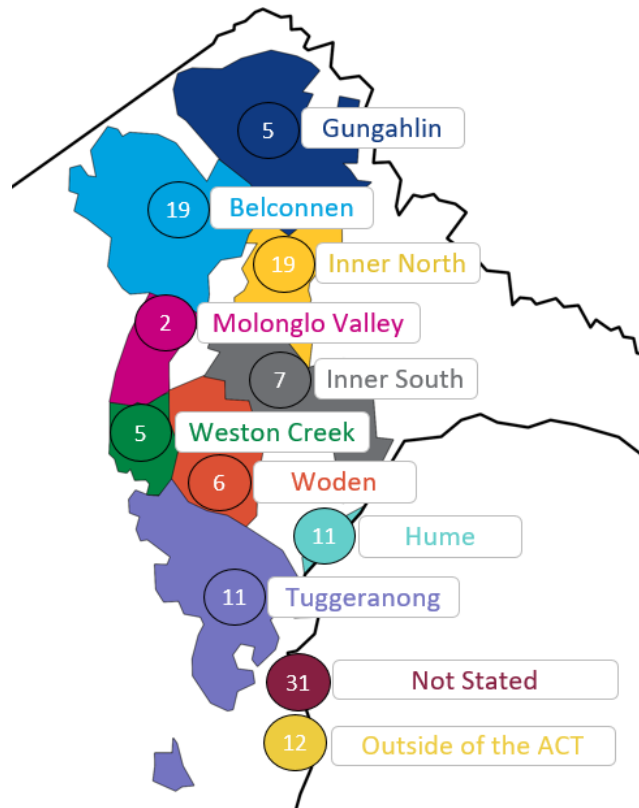 5 Gungahlin
19 Belconnen
19 Inner North
2 Molonglo Valley
7 Inner South
5 Weston Creek
6 Woden
11 Hume
11 Tuggeranong
31 Not Stated
12 Outside of the ACT